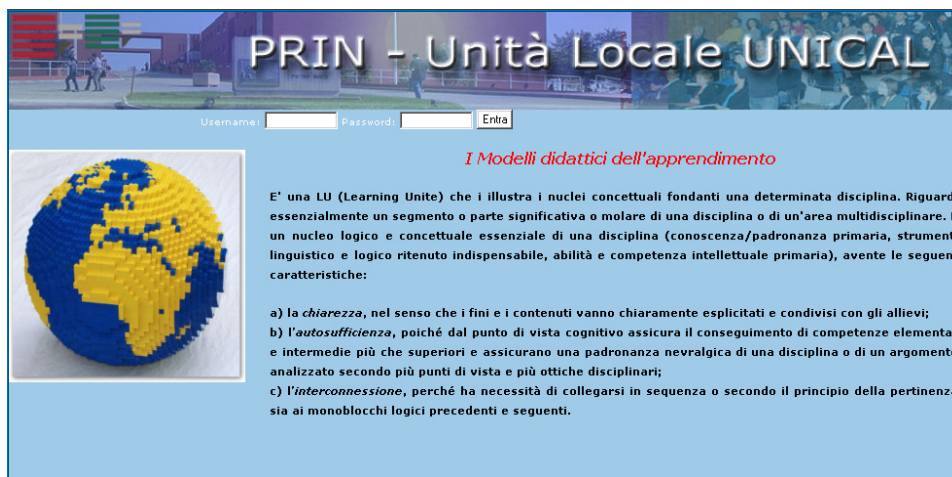 PRIN - Unità Locale UNICAL
Username: Password: Entra
I Modelli didattici dell'apprendimento
E' una LU (Learning Unite) che i illustra i nuclei concettuali fondanti una determinata disciplina. Riguard
essenzialmente un segmento o parte significativa o molare di una disciplina o di un'area multidisciplinare.
un nucleo logico e concettuale essenziale di una disciplina (conoscenza/padronanza primaria, strument
linguistico e logico ritenuto indispensabile, abilità e competenza intellettuale primaria), avente le seguen
caratteristiche:
a) la chiarezza, nel senso che i fini e i contenuti vanno chiaramente esplicitati e condivisi con gli allievi;
b) l'autosufficienza, poiché dal punto di vista cognitivo assicura il conseguimento di competenze elementa
e intermedie più che superiori e assicurano una padronanza nevralgica di una disciplina o di un argoment
analizzato secondo più punti di vista e più ottiche disciplinari;
c) l'interconnessione, perché ha necessità di collegarsi in sequenza o secondo il principio della pertinenz
sia ai monoblocchi logici precedenti e seguenti.